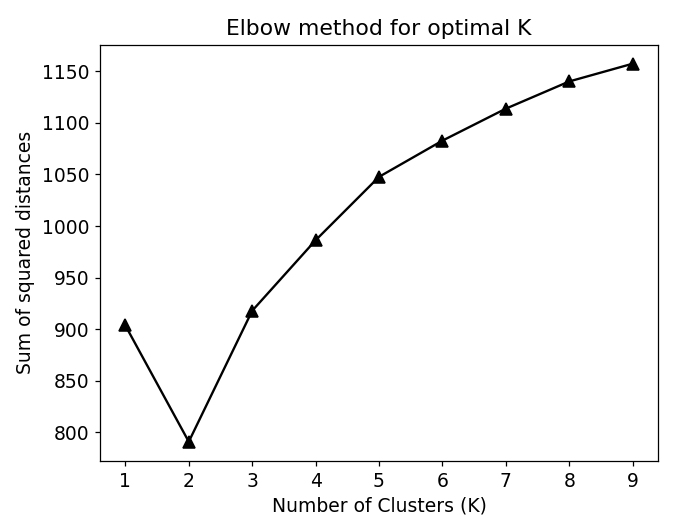 Elbow method for optimal K
Sum of squared distances
1150
1100
1050
1000
950
900
850
800
1 2 3 4 5 6 7 8 9
Number of Clusters (K)